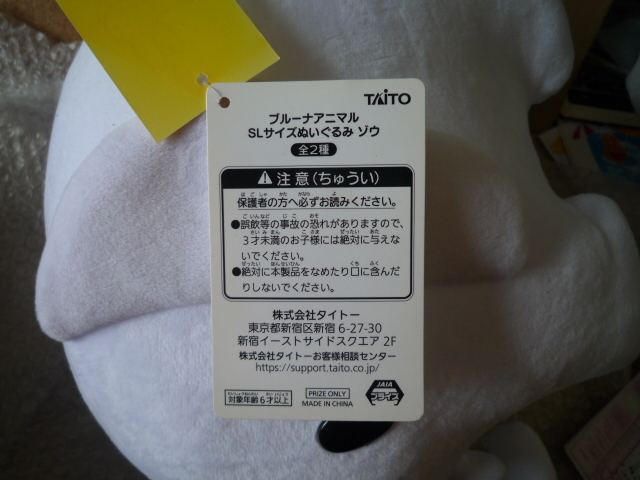 TAITO
ブルーナアニマル
SLサイズぬいぐるみ ゾウ
全2種
注意(ちゅうい)
保護者の方へ必ずお読みください。
●誤飲等の事故の恐れがありますので、
3才未満のお子様には絶対に与えな
いでください。
●絶対に本製品をなめたり口に含んだ
りしないでください。
株式会社タイトー
東京都新宿区新宿 6-27-30
新宿イーストサイドスクエア 2F
株式会社タイトーお客様相談センター
https://support.taito.co.jp/
対象年齢6才以上
PRIZE ONLY
MADE IN CHINA
JAIA
プライズ